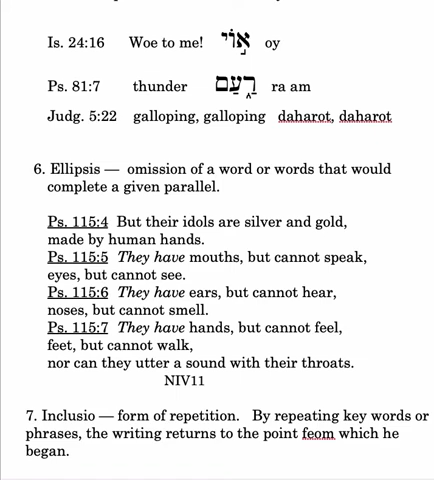 Is. 24:16 Woe to me! אֽוֹי oy
Ps. 81:7 thunder רַ֫עַם ra am
Judg. 5:22 galloping, galloping daharot, daharot
6. Ellipsis — omission of a word or words that would
complete a given parallel.
Ps. 115:4 But their idols are silver and gold,
made by human hands.
Ps. 115:5 They have mouths, but cannot speak,
eyes, but cannot see.
Ps. 115:6 They have ears, but cannot hear,
noses, but cannot smell.
Ps. 115:7 They have hands, but cannot feel,
feet, but cannot walk,
nor can they utter a sound with their throats.
NIV11
7. Inclusio — form of repetition. By repeating key words or
phrases, the writing returns to the point feom which he
began.